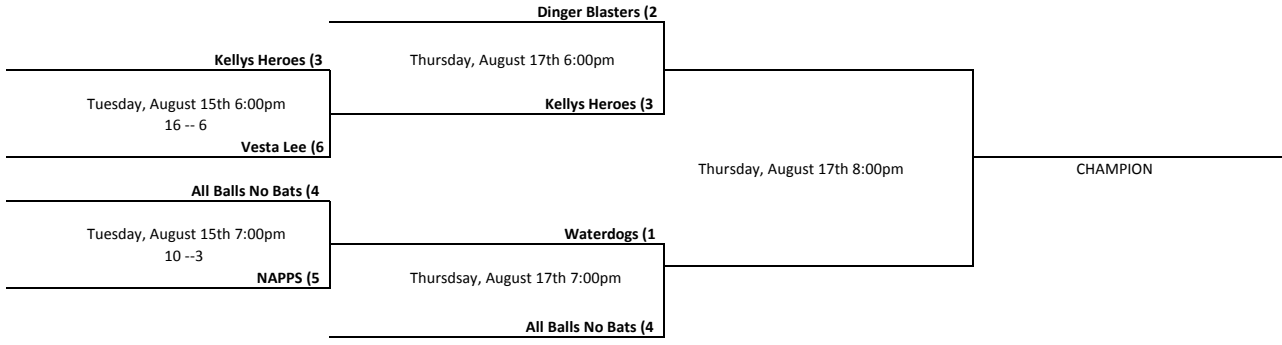 Dinger Blasters (2
Kellys Heroes (3
Thursday, August 17th 6:00pm
Tuesday, August 15th 6:00pm
16 -- 6
Kellys Heroes (3
Vesta Lee (6
Thursday, August 17th 8:00pm
CHAMPION
All Balls No Bats (4
Tuesday, August 15th 7:00pm
10 --3
Waterdogs (1
NAPPS (5
Thursdsay, August 17th 7:00pm
All Balls No Bats (4